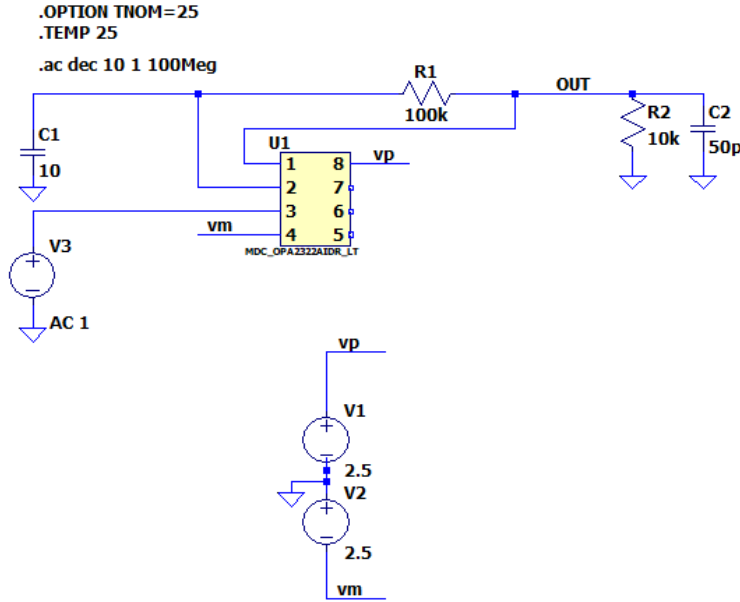 .OPTION TNOM=25
.TEMP 25
.ac dec 10 1 100Meg
R1
100k
OUT
C1
10
R2
10k
C2
50p
U1
1 8
2 7
3 6
4 5
vp
vm
MDC_OPA2322AIDR_LT
V3
AC 1
vp
V1
2.5
V2
2.5
vm